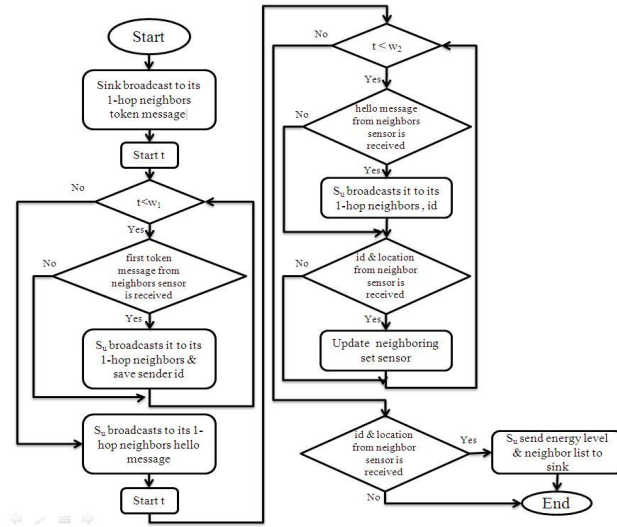 Start
Sink broadcast to its
1-hop neighbors
token message
Start t
No
t<w₁
Yes
first token
message from
neighbors sensor
is received
No
Yes
Sᵤ broadcasts it to its
1-hop neighbors &
save sender id
Sᵤ broadcasts to its 1-
hop neighbors hello
message
Start t
No
t < w₂
Yes
hello message
from neighbors
sensor is
received
No
Yes
Sᵤ broadcasts it to its
1-hop neighbors , id
id & location
from neighbor
sensor is
received
No
Yes
Update neighboring
set sensor
id & location
from neighbor
sensor is
received
Yes
No
Sᵤ send energy level
& neighbor list to
sink
End